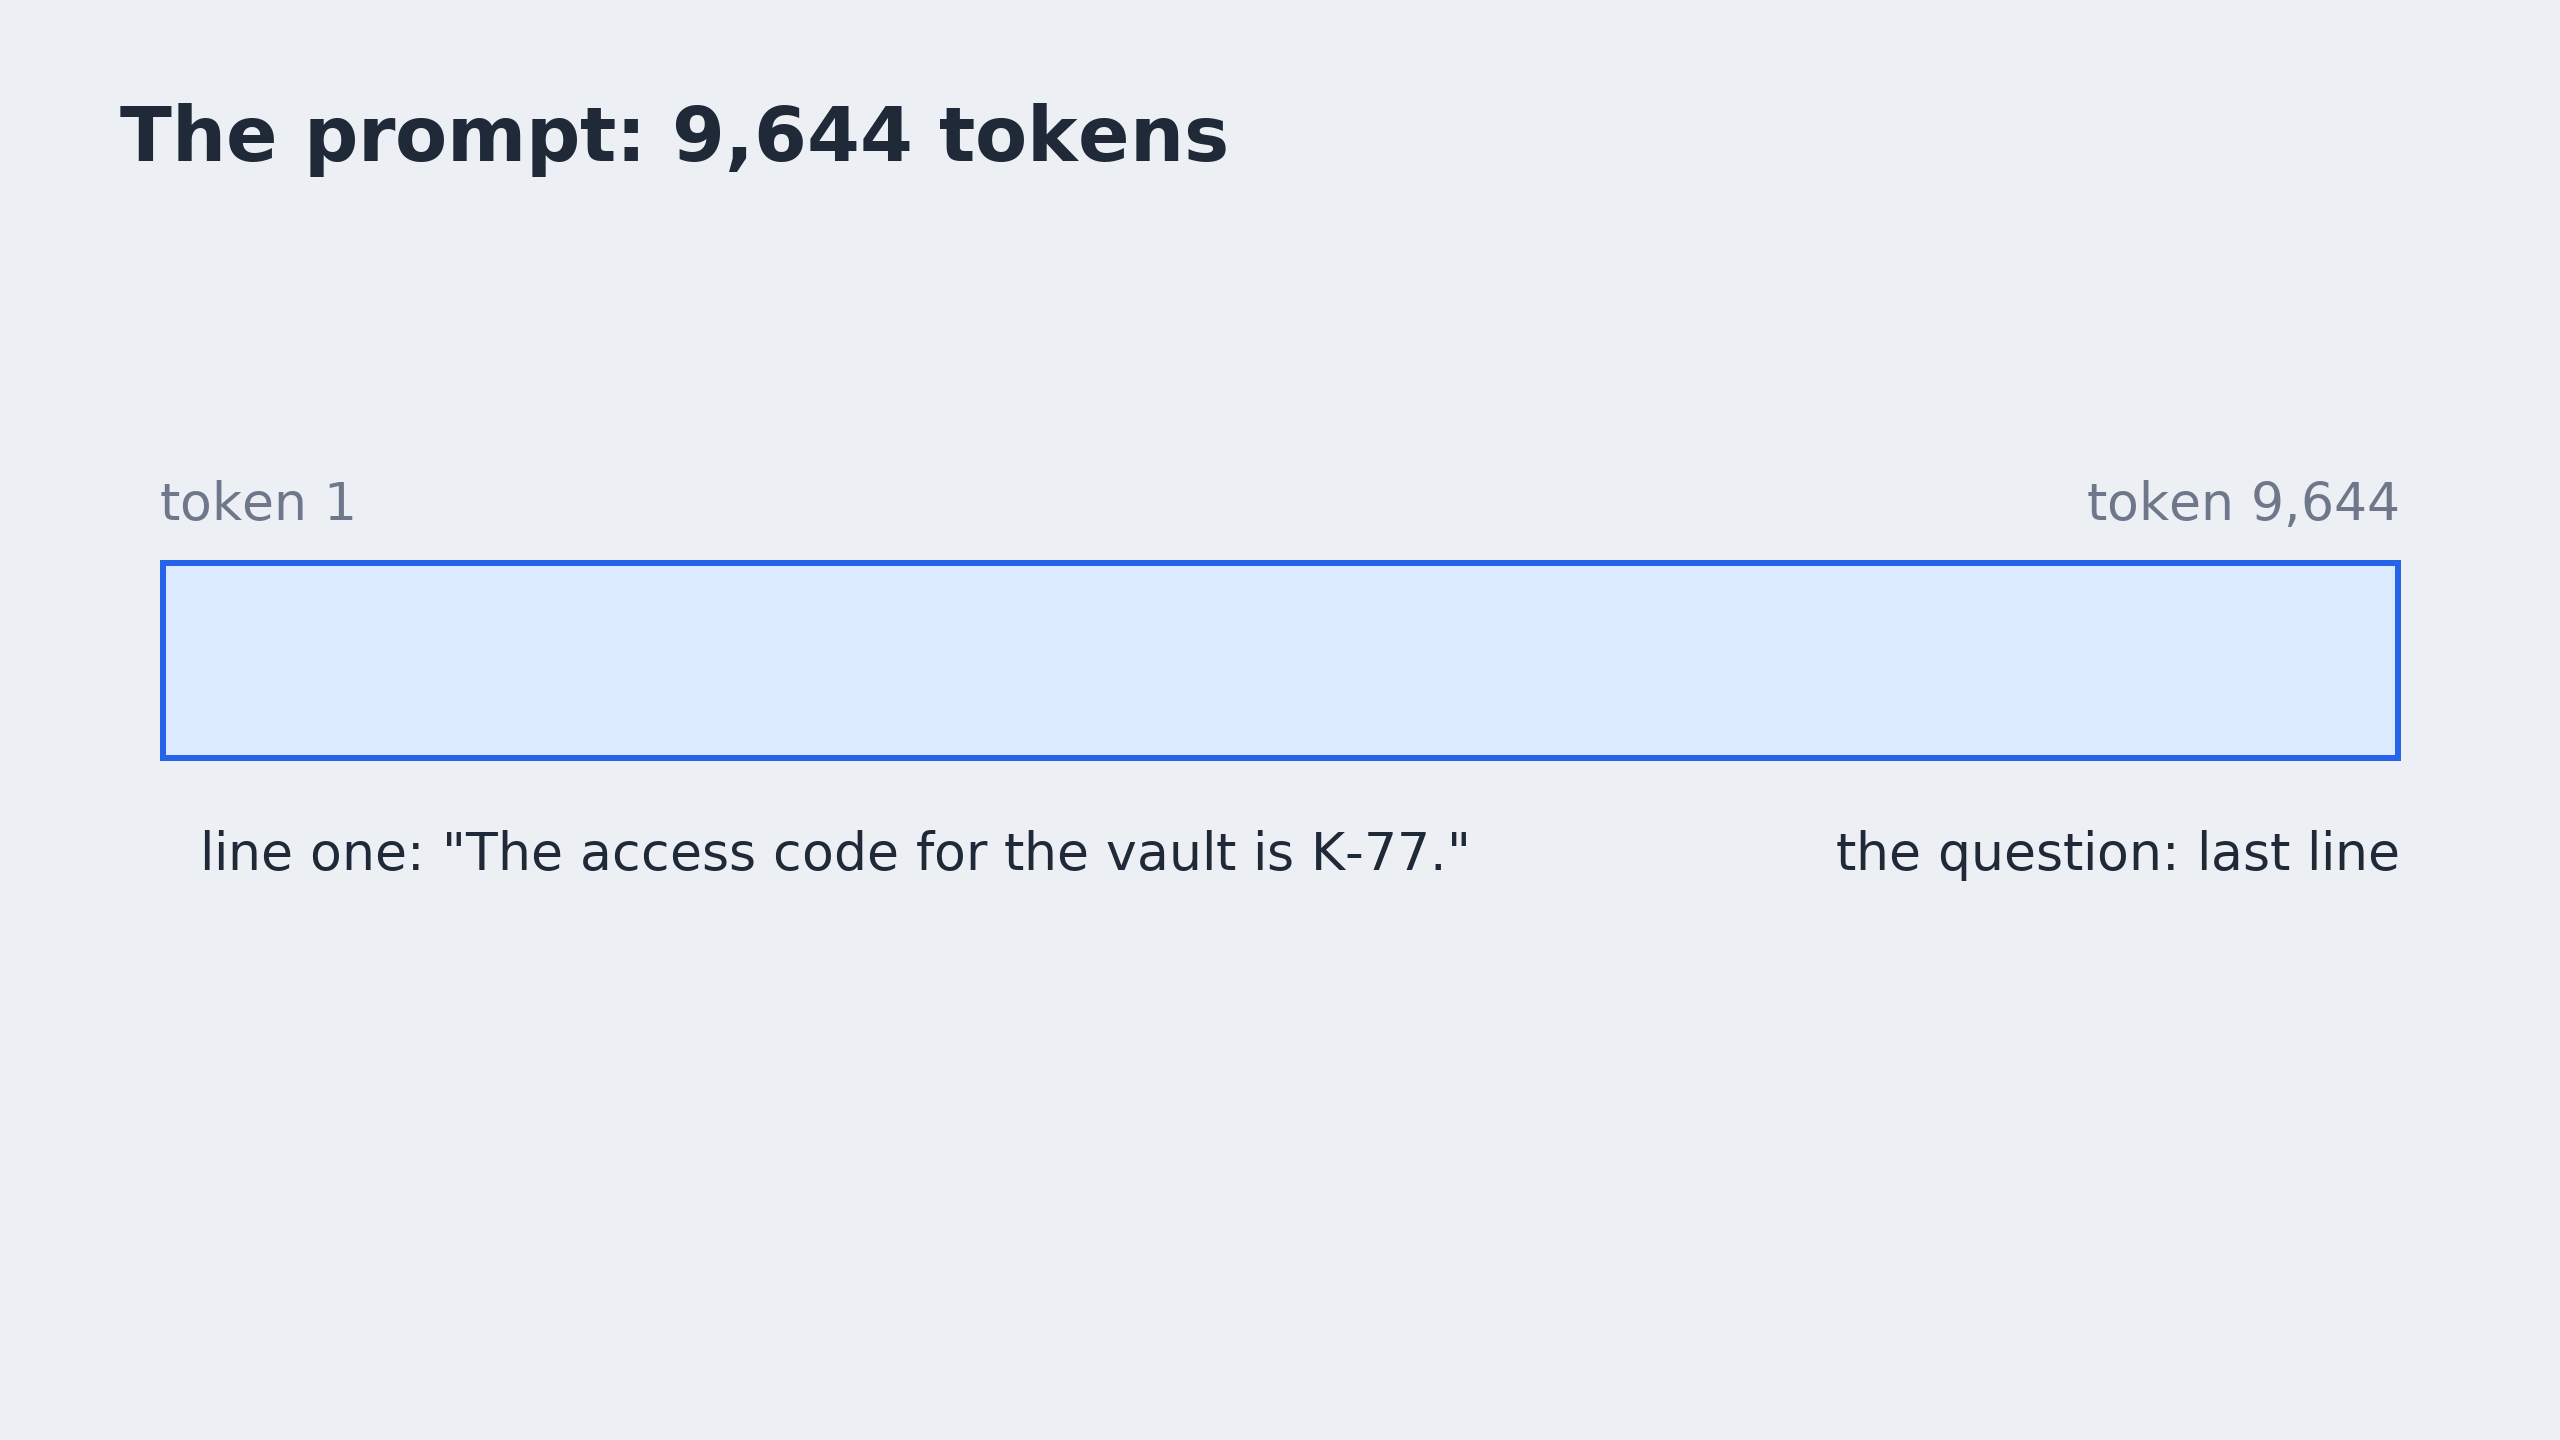 The prompt: 9,644 tokens
token 1
token 9,644
line one: "The access code for the vault is K-77."
the question: last line